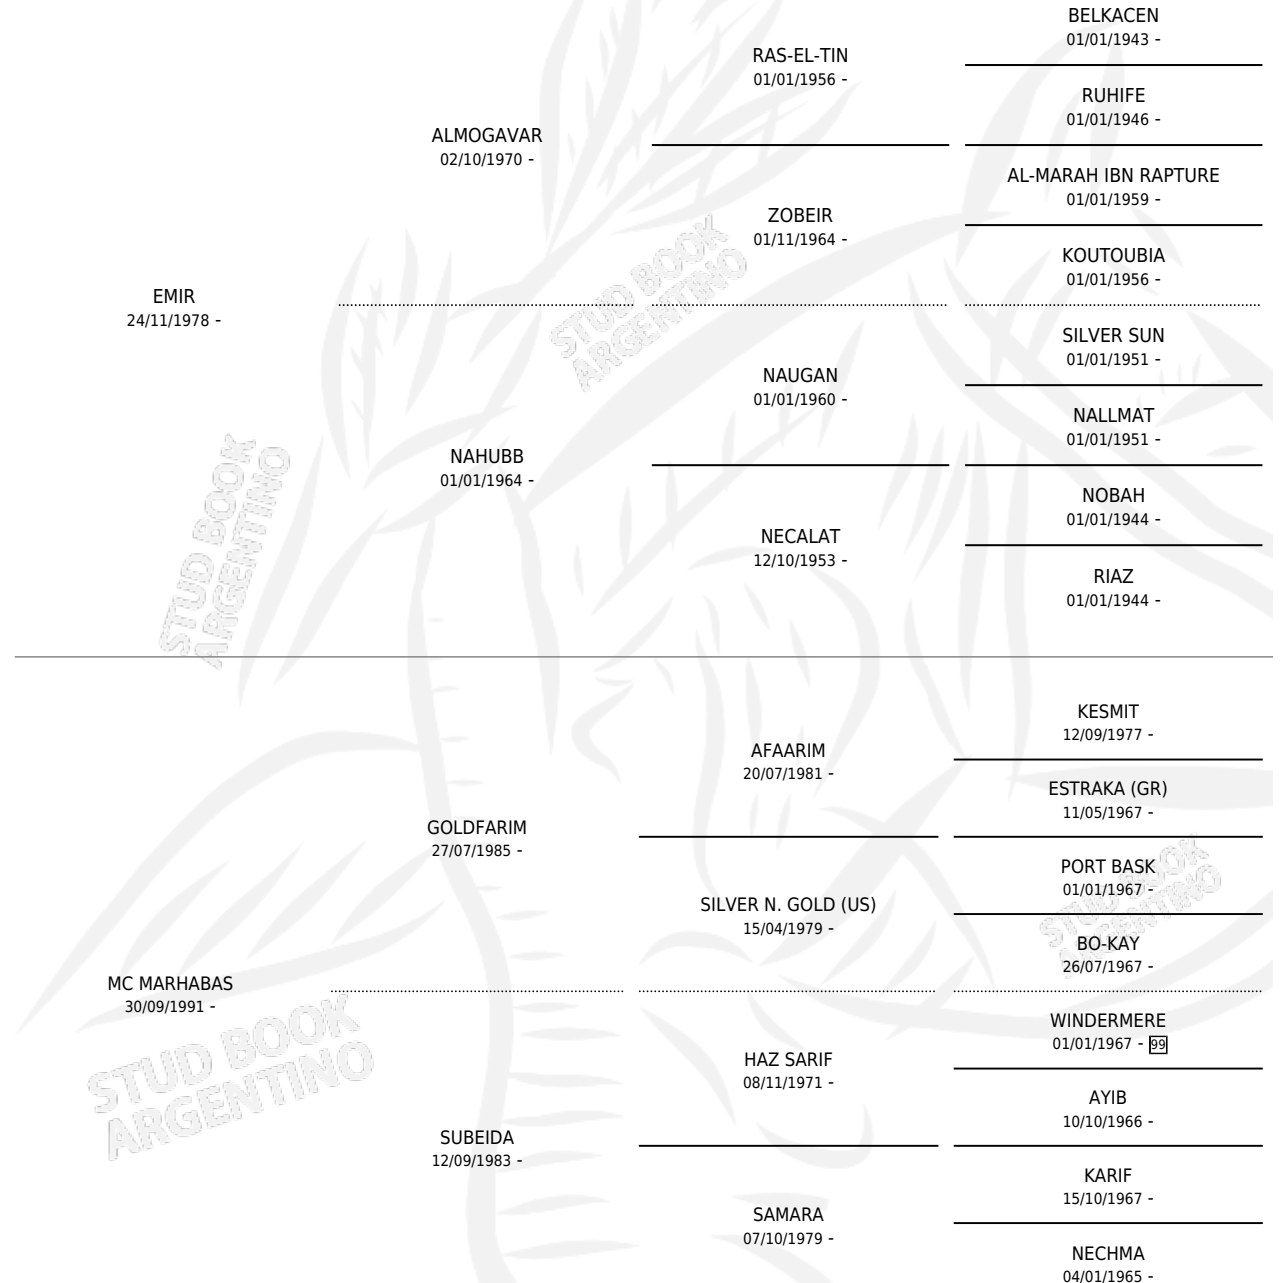 BELKACEN
01/01/1943 -
RAS-EL-TIN
01/01/1956 -
RUHIFE
01/01/1946 -
ALMOGAVAR
02/10/1970 -
AL-MARAH IBN RAPTURE
01/01/1959 -
ZOBEIR
01/11/1964 -
KOUTOUBIA
01/01/1956 -
EMIR
24/11/1978 -
SILVER SUN
01/01/1951 -
NAUGAN
01/01/1960 -
NALLMAT
01/01/1951 -
NAHUBB
01/01/1964 -
NOBAH
01/01/1944 -
NECALAT
12/10/1953 -
RIAZ
01/01/1944 -
STUD BOOK
ARGENTINO
STUD BOOK
ARGENTINO
KESMIT
12/09/1977 -
AFAARIM
20/07/1981 -
ESTRAKA (GR)
11/05/1967 -
GOLDFARIM
27/07/1985 -
PORT BASK
01/01/1967 -
SILVER N. GOLD (US)
15/04/1979 -
BO-KAY
26/07/1967 -
MC MARHABAS
30/09/1991 -
WINDERMERE
01/01/1967 - 99
HAZ SARIF
08/11/1971 -
AYIB
10/10/1966 -
SUBEIDA
12/09/1983 -
KARIF
15/10/1967 -
SAMARA
07/10/1979 -
NECHMA
04/01/1965 -
STUD BOOK
ARGENTINO
STUD BOOK
ARGENTINO